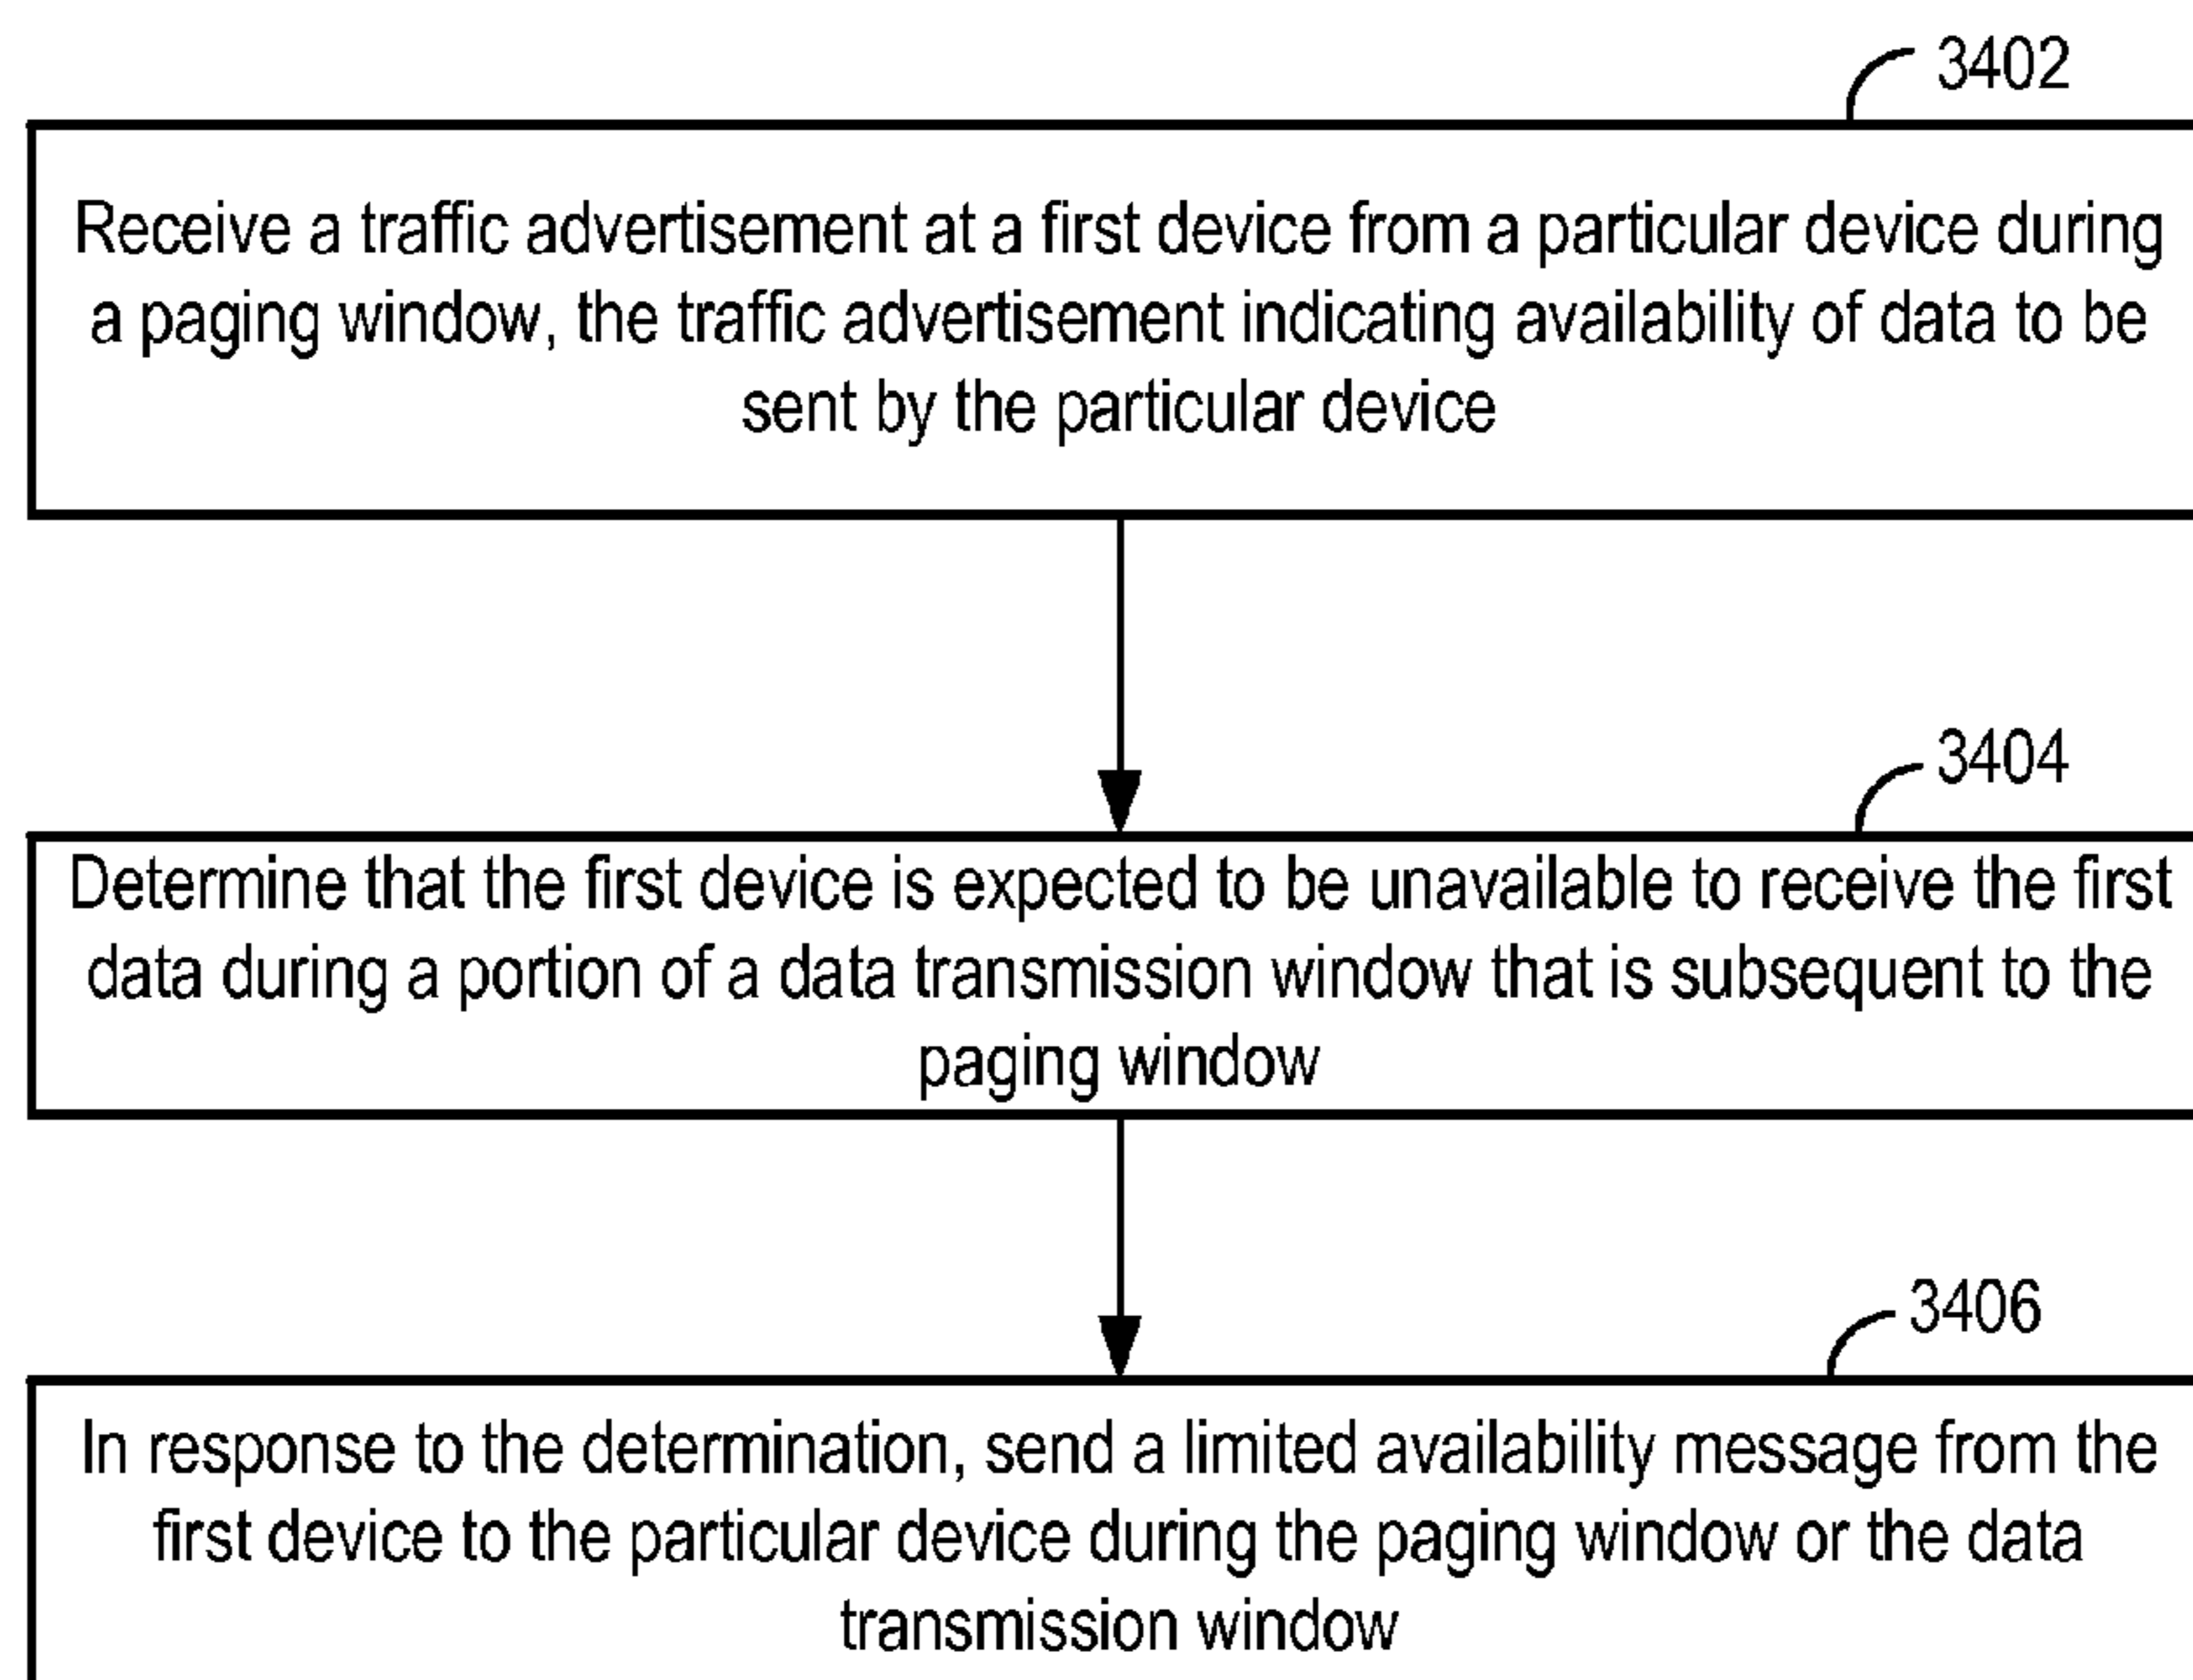 3402
Receive a traffic advertisement at a first device from a particular device during
a paging window, the traffic advertisement indicating availability of data to be
sent by the particular device
3404
Determine that the first device is expected to be unavailable to receive the first
data during a portion of a data transmission window that is subsequent to the
paging window
3406
In response to the determination, send a limited availability message from the
first device to the particular device during the paging window or the data
transmission window